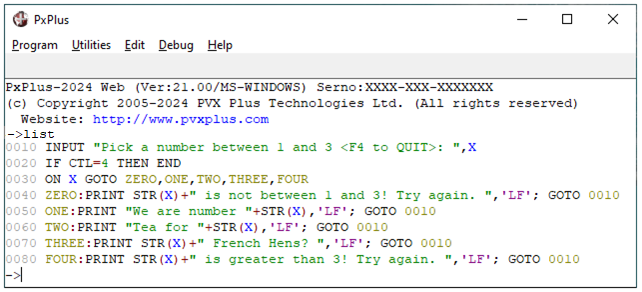 PxPlus
Program Utilities Edit Debug Help
PxPlus-2024 Web (Ver:21.00/MS-WINDOWS) Serno:XXXX-XXX-XXXXXXX
(c) Copyright 2005-2024 PVX Plus Technologies Ltd. (All rights reserved)
Website: http://www.pvxplus.com
->list
0010 INPUT "Pick a number between 1 and 3 <F4 to QUIT>: ",X
0020 IF CTL=4 THEN END
0030 ON X GOTO ZERO,ONE,TWO,THREE,FOUR
0040 ZERO:PRINT STR(X)+" is not between 1 and 3! Try again. ",'LF'; GOTO 0010
0050 ONE:PRINT "We are number "+STR(X),'LF'; GOTO 0010
0060 TWO:PRINT "Tea for "+STR(X),'LF'; GOTO 0010
0070 THREE:PRINT STR(X)+" French Hens? ",'LF'; GOTO 0010
0080 FOUR:PRINT STR(X)+" is greater than 3! Try again. ",'LF'; GOTO 0010
->